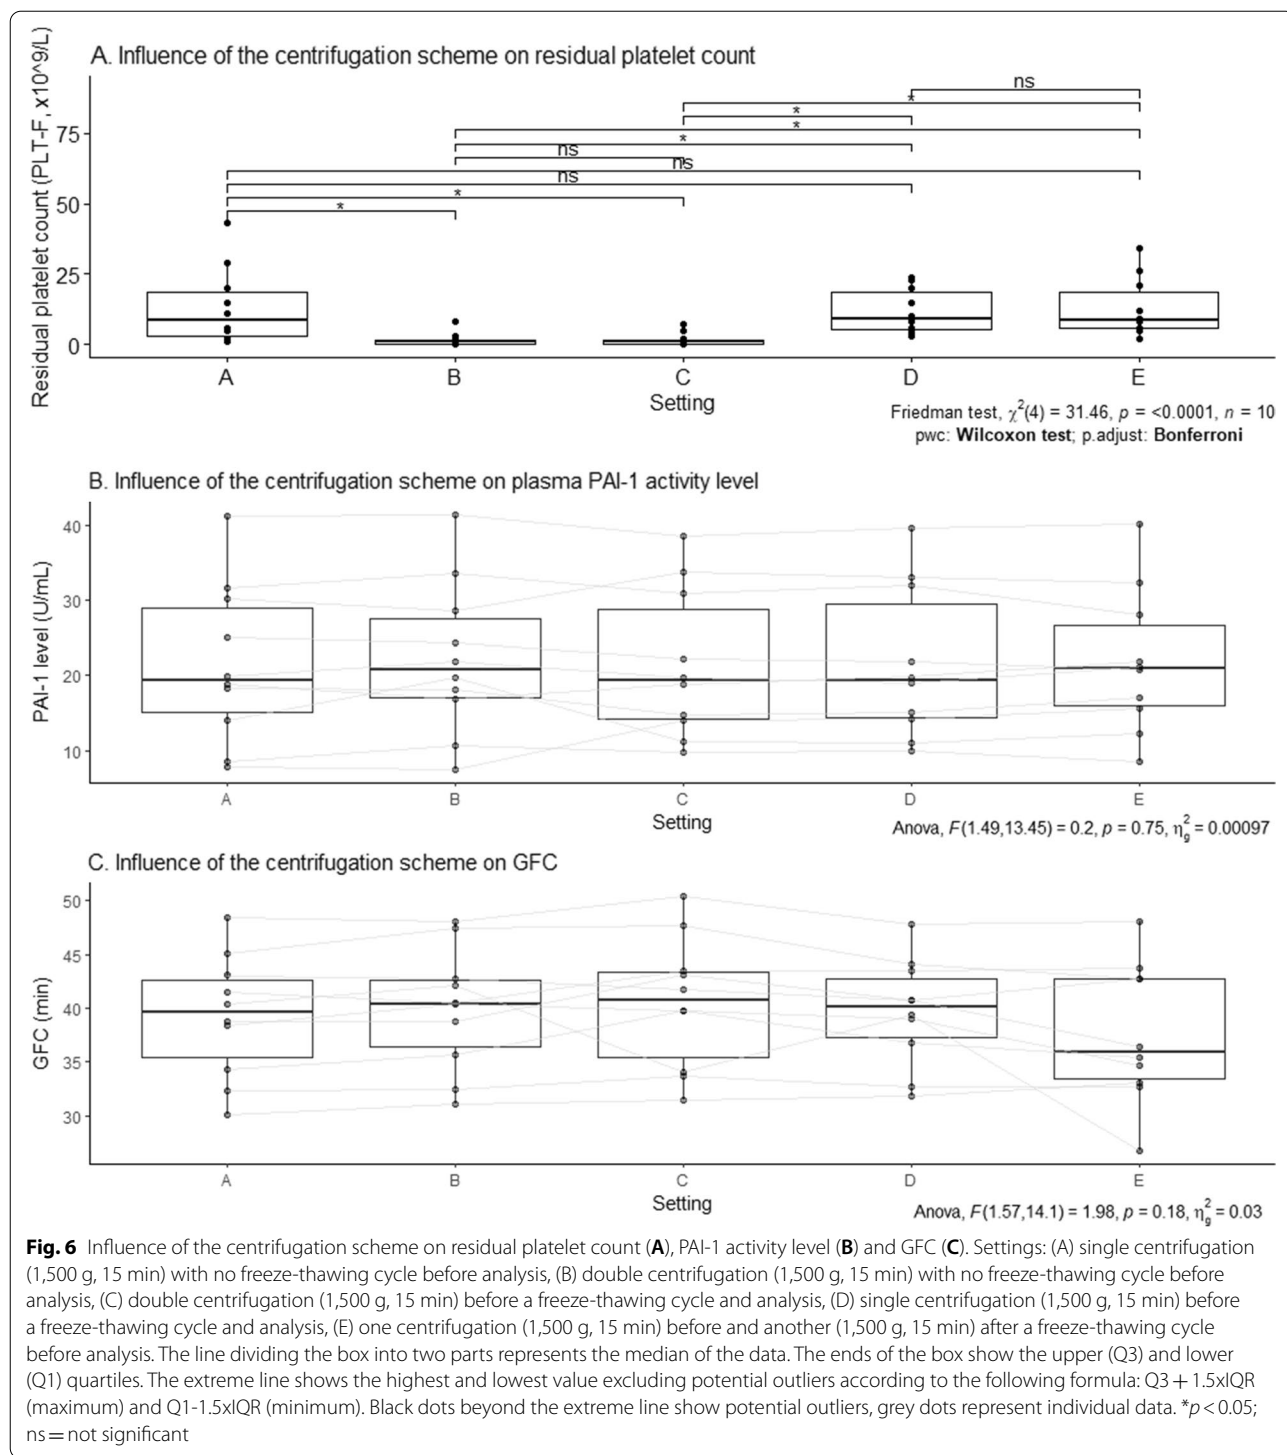 A. Influence of the centrifugation scheme on residual platelet count
Residual platelet count (PLT-F, x10^9/L)
ns
*
*
*
75
*
ns
ns
ns
50
*
*
25
0
A B C D E
Setting
Friedman test, χ²(4) = 31.46, p = <0.0001, n = 10
pwc: Wilcoxon test; p.adjust: Bonferroni
B. Influence of the centrifugation scheme on plasma PAI-1 activity level
PAI-1 level (U/mL)
40
30
20
10
A B C D E
Setting
Anova, F(1.49,13.45) = 0.2, p = 0.75, η²g = 0.00097
C. Influence of the centrifugation scheme on GFC
GFC (min)
50
45
40
35
30
A B C D E
Setting
Anova, F(1.57,14.1) = 1.98, p = 0.18, η²g = 0.03
Fig. 6 Influence of the centrifugation scheme on residual platelet count (A), PAI-1 activity level (B) and GFC (C). Settings: (A) single centrifugation
(1,500 g, 15 min) with no freeze-thawing cycle before analysis, (B) double centrifugation (1,500 g, 15 min) with no freeze-thawing cycle before
analysis, (C) double centrifugation (1,500 g, 15 min) before a freeze-thawing cycle and analysis, (D) single centrifugation (1,500 g, 15 min) before
a freeze-thawing cycle and analysis, (E) one centrifugation (1,500 g, 15 min) before and another (1,500 g, 15 min) after a freeze-thawing cycle
before analysis. The line dividing the box into two parts represents the median of the data. The ends of the box show the upper (Q3) and lower
(Q1) quartiles. The extreme line shows the highest and lowest value excluding potential outliers according to the following formula: Q3 + 1.5xIQR
(maximum) and Q1-1.5xIQR (minimum). Black dots beyond the extreme line show potential outliers, grey dots represent individual data. *p < 0.05;
ns = not significant